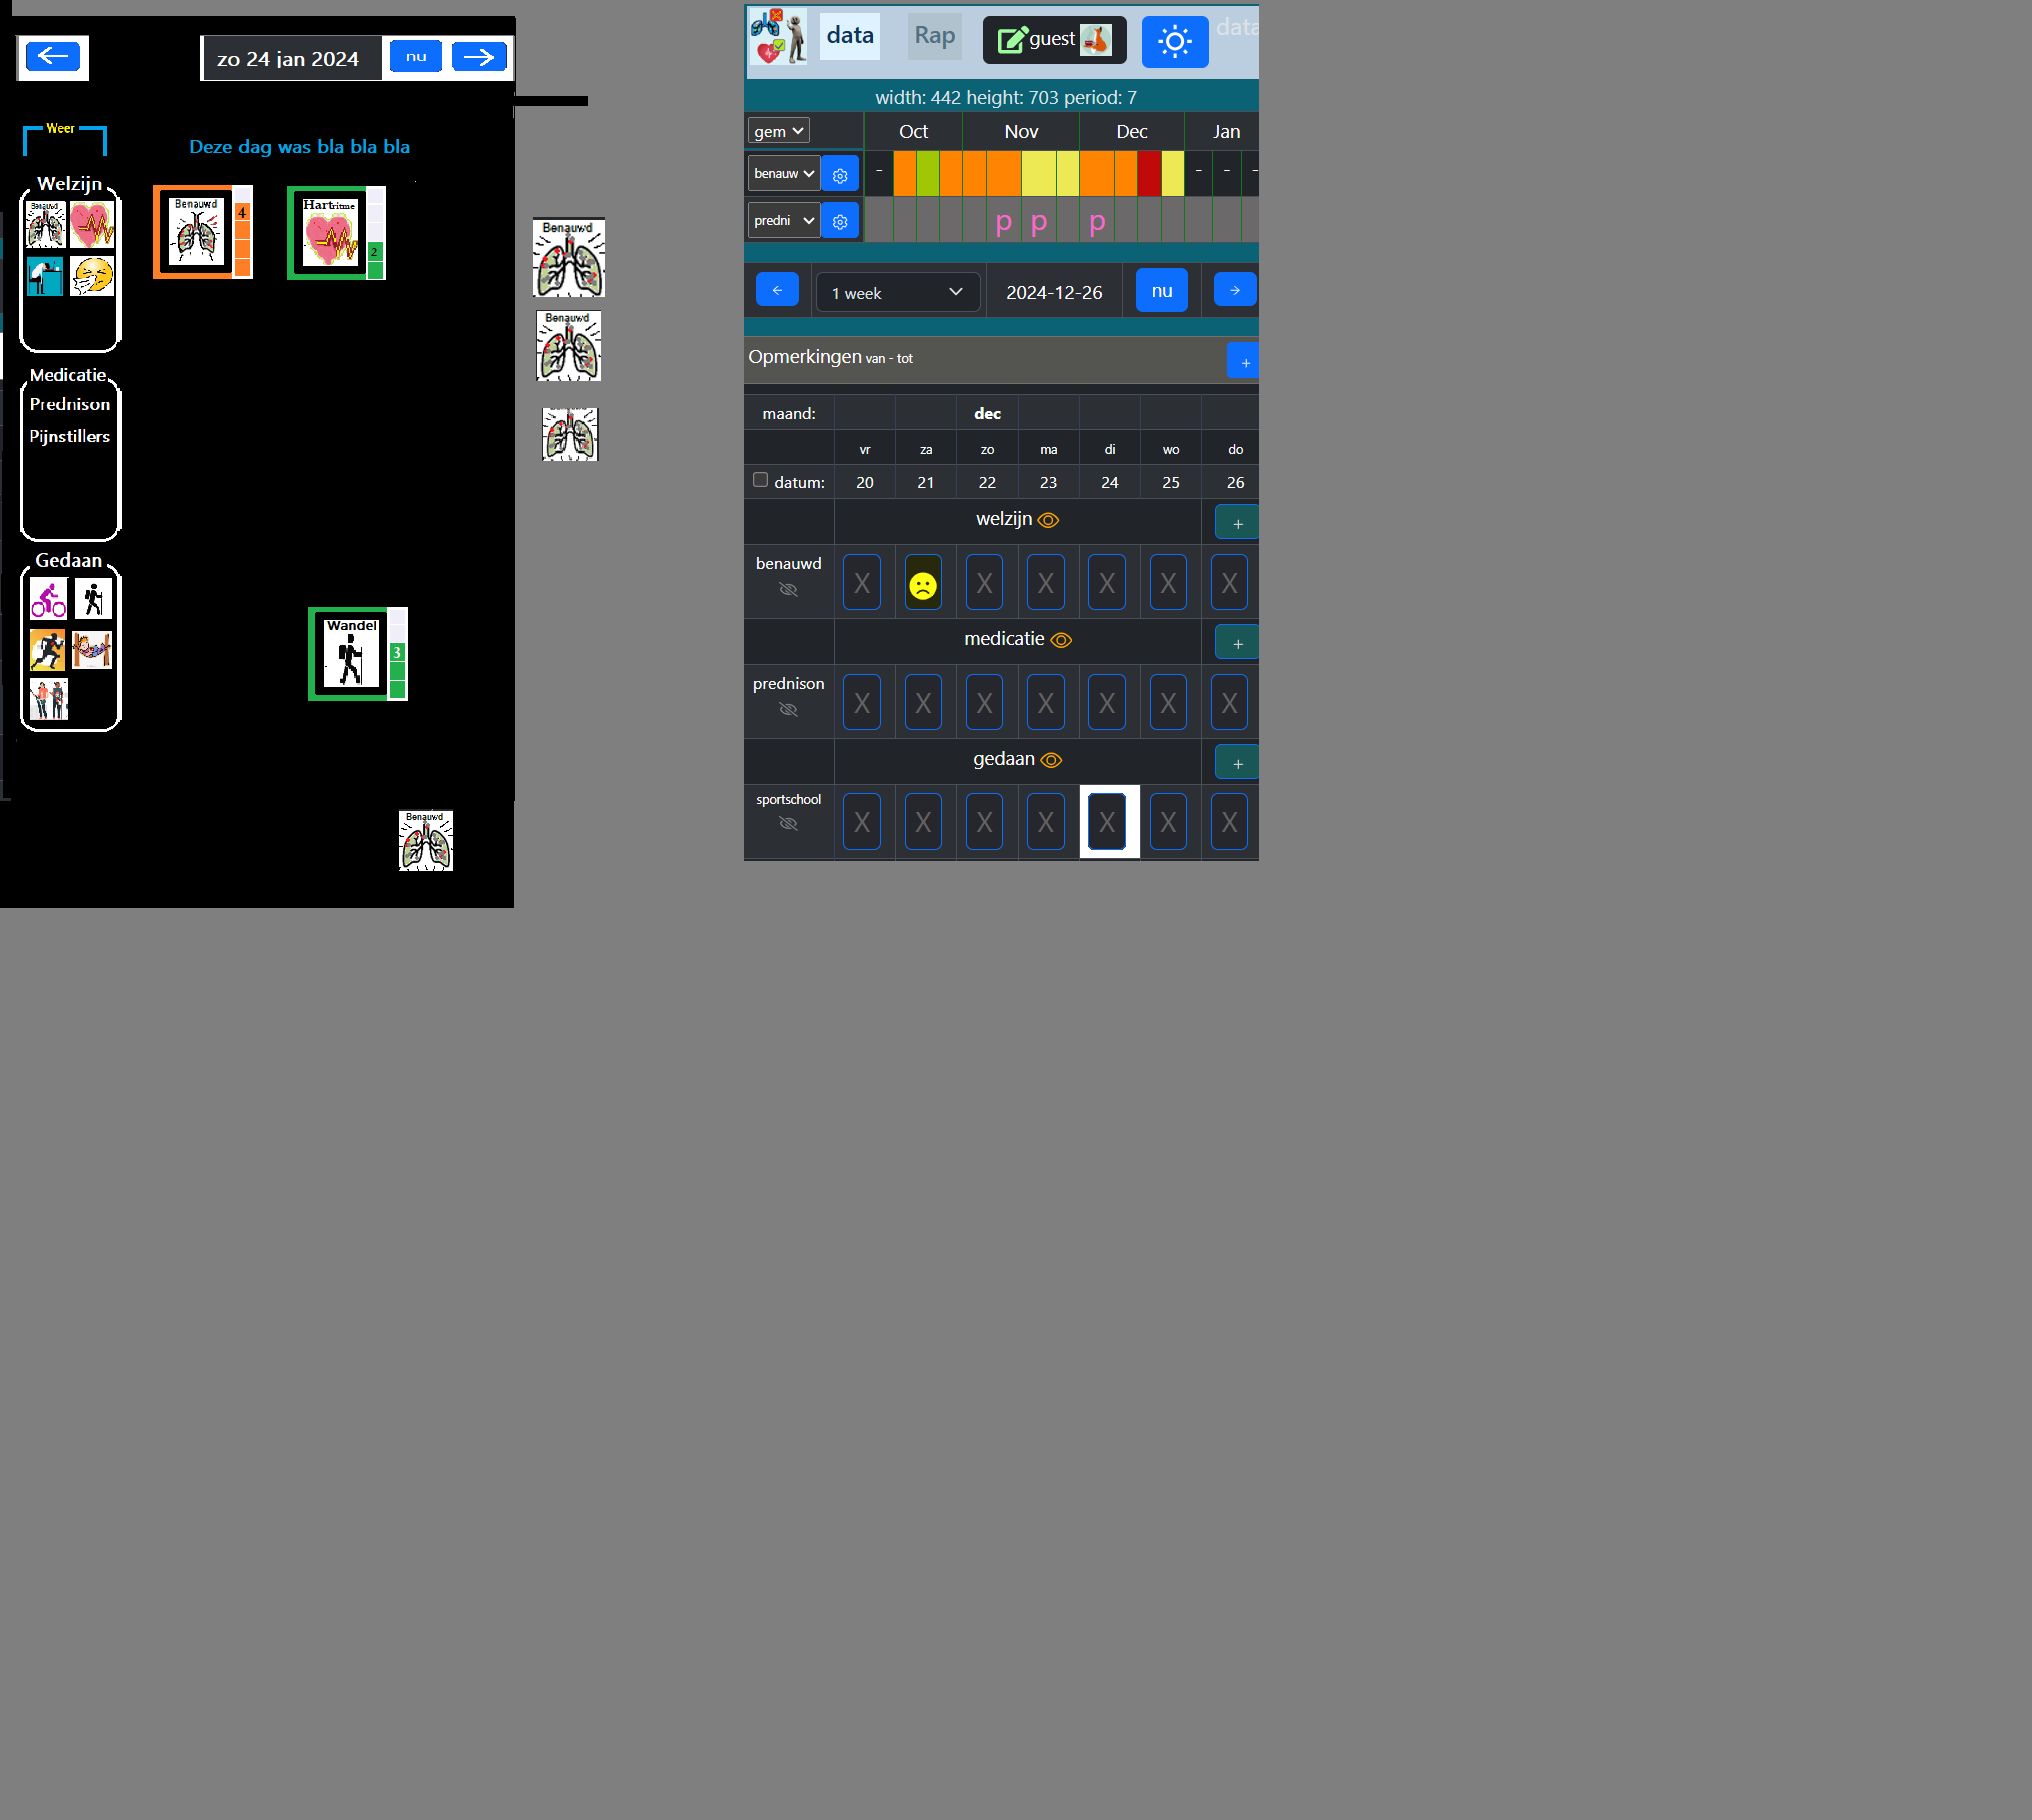 zo 24 jan 2024 nu
Weer
Deze dag was bla bla bla
Welzijn
Benauwd
Benauwd 4
Hartritme 2
Medicatie
Prednison
Pijnstillers
Gedaan
Wandel 3
Benauwd
Benauwd
Benauwd
data Rap guest data
width: 442 height: 703 period: 7
gem Oct Nov Dec Jan
benauw - - - -
predni p p p
1 week 2024-12-26 nu
Opmerkingen van - tot +
maand: dec
vr za zo ma di wo do
datum: 20 21 22 23 24 25 26
welzijn +
benauwd X X X X X X
medicatie +
prednison X X X X X X X
gedaan +
sportschool X X X X X X X